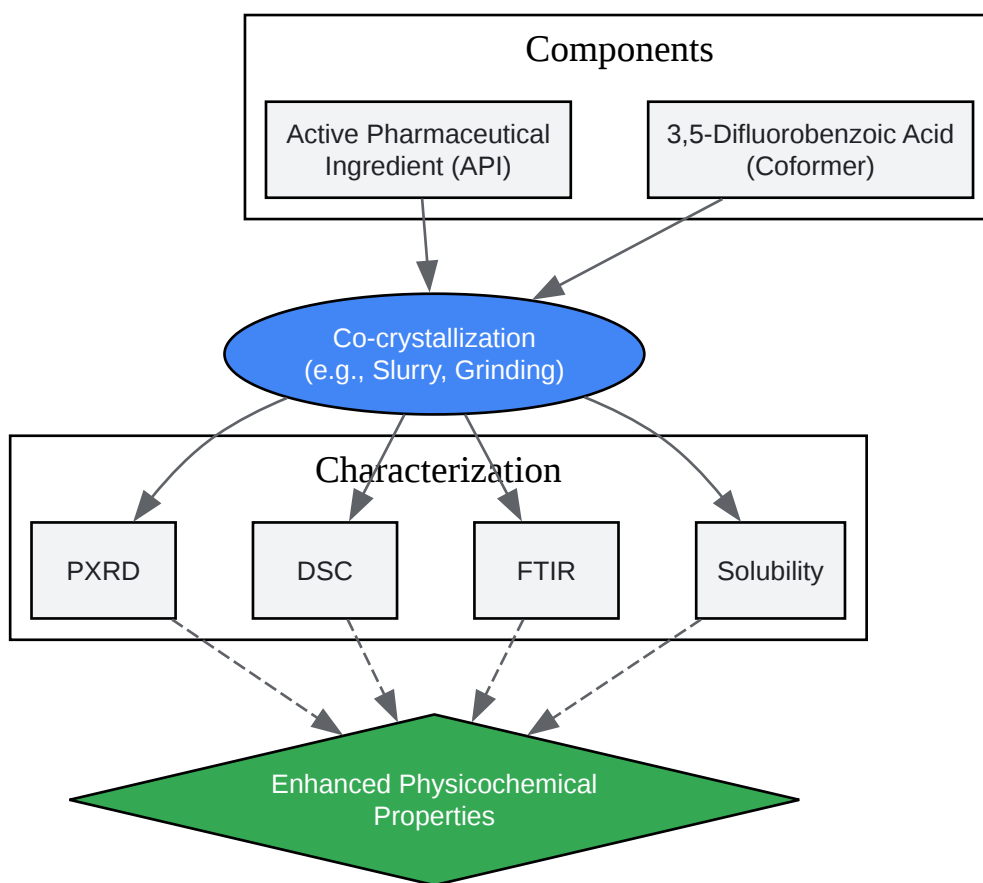 Components
Active Pharmaceutical
Ingredient (API)
3,5-Difluorobenzoic Acid
(Coformer)
Co-crystallization
(e.g., Slurry, Grinding)
Characterization
PXRD
DSC
FTIR
Solubility
Enhanced Physicochemical
Properties